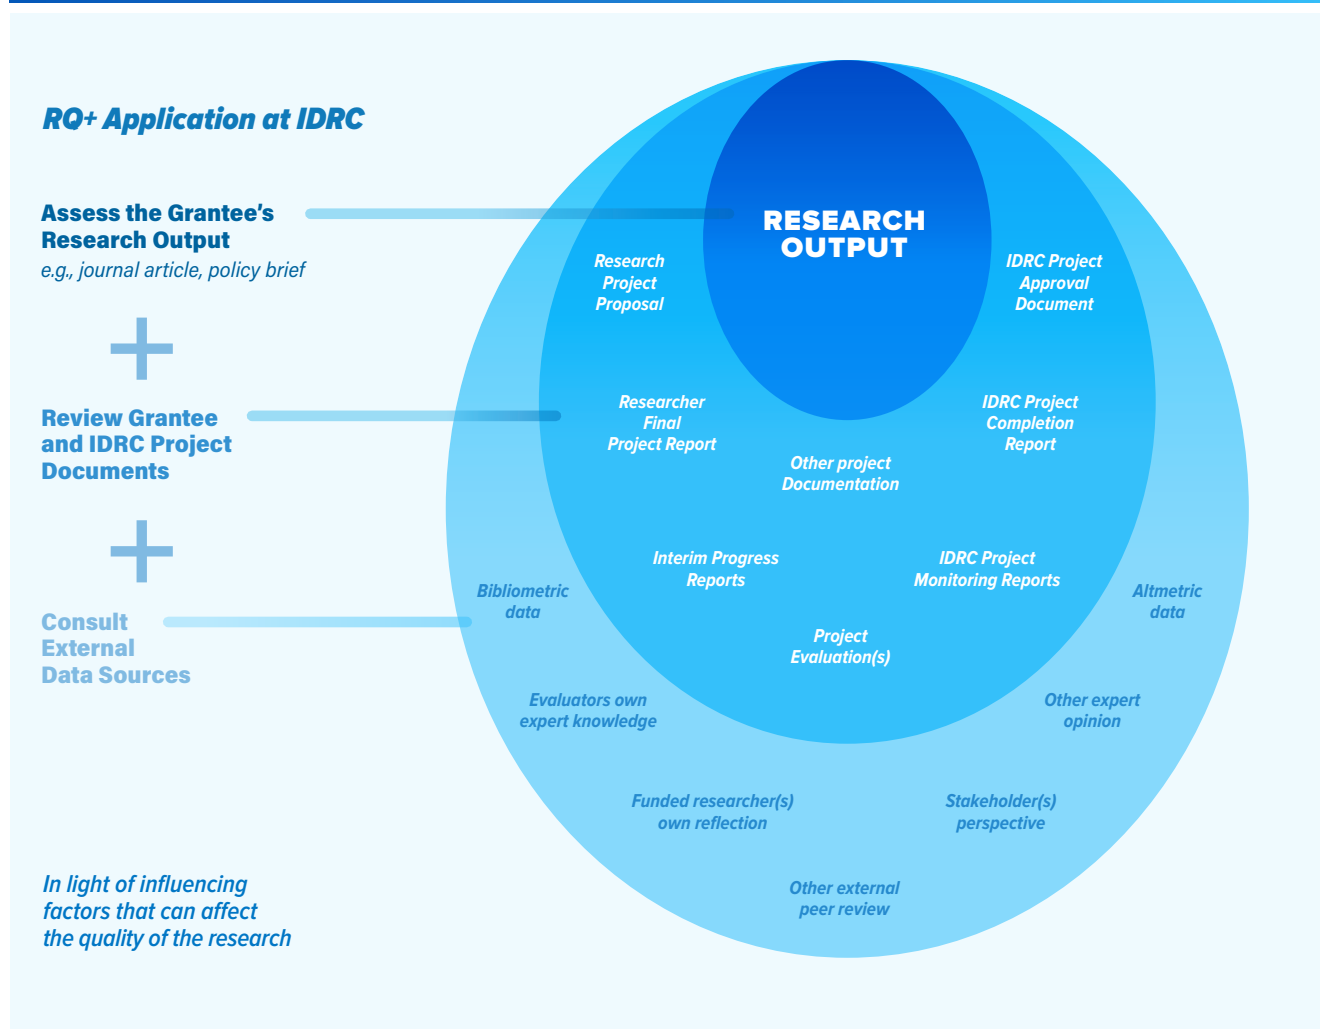 RQ+ Application at IDRC
Assess the Grantee’s
Research Output
e.g., journal article, policy brief
+
Review Grantee
and IDRC Project
Documents
+
Consult
External
Data Sources
In light of influencing
factors that can affect
the quality of the research
RESEARCH
OUTPUT
Research
Project
Proposal
IDRC Project
Approval
Document
Researcher
Final
Project Report
IDRC Project
Completion
Report
Other project
Documentation
Interim Progress
Reports
IDRC Project
Monitoring Reports
Project
Evaluation(s)
Bibliometric
data
Altmetric
data
Evaluators own
expert knowledge
Other expert
opinion
Funded researcher(s)
own reflection
Stakeholder(s)
perspective
Other external
peer review